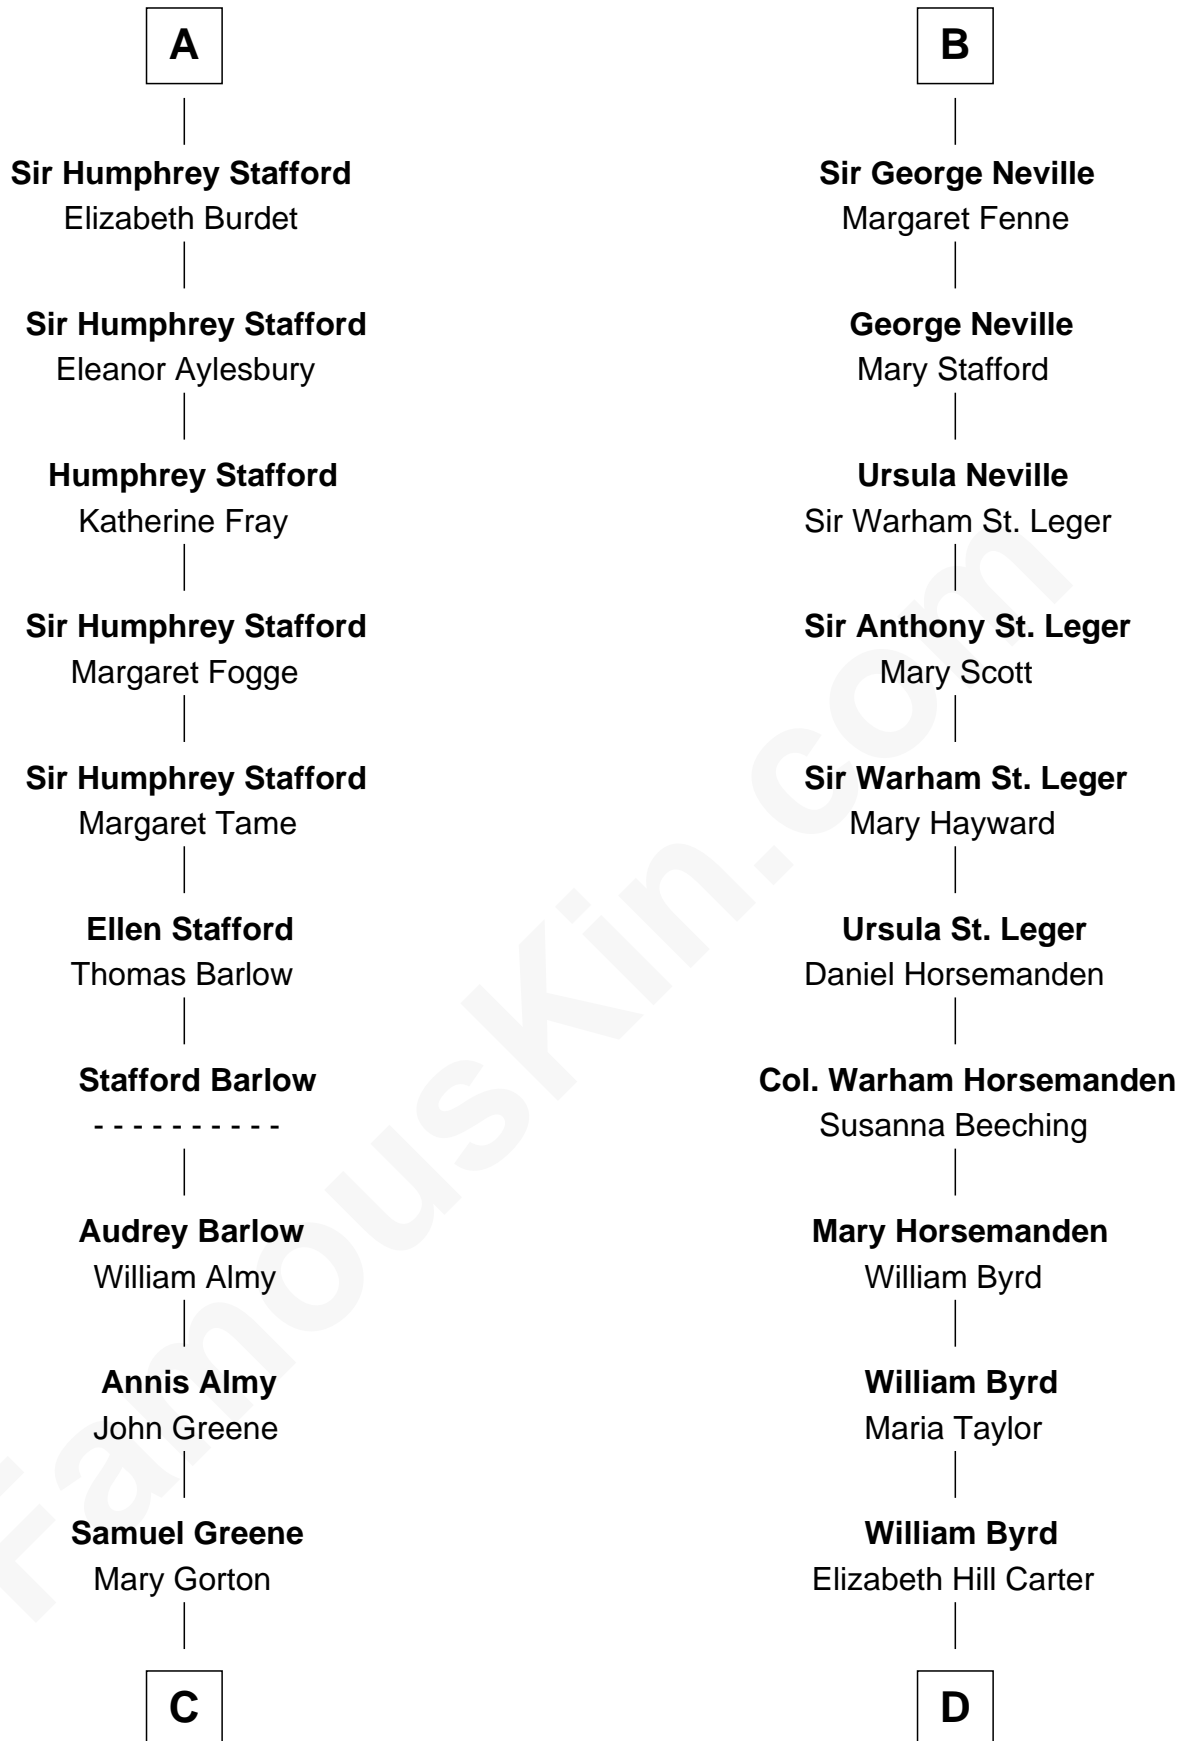 A
Sir Humphrey Stafford
Elizabeth Burdet
Sir Humphrey Stafford
Eleanor Aylesbury
Humphrey Stafford
Katherine Fray
Sir Humphrey Stafford
Margaret Fogge
Sir Humphrey Stafford
Margaret Tame
Ellen Stafford
Thomas Barlow
Stafford Barlow
- - - - - - - - - -
Audrey Barlow
William Almy
Annis Almy
John Greene
Samuel Greene
Mary Gorton
C
B
Sir George Neville
Margaret Fenne
George Neville
Mary Stafford
Ursula Neville
Sir Warham St. Leger
Sir Anthony St. Leger
Mary Scott
Sir Warham St. Leger
Mary Hayward
Ursula St. Leger
Daniel Horsemanden
Col. Warham Horsemanden
Susanna Beeching
Mary Horsemanden
William Byrd
William Byrd
Maria Taylor
William Byrd
Elizabeth Hill Carter
D
FamousKin.com